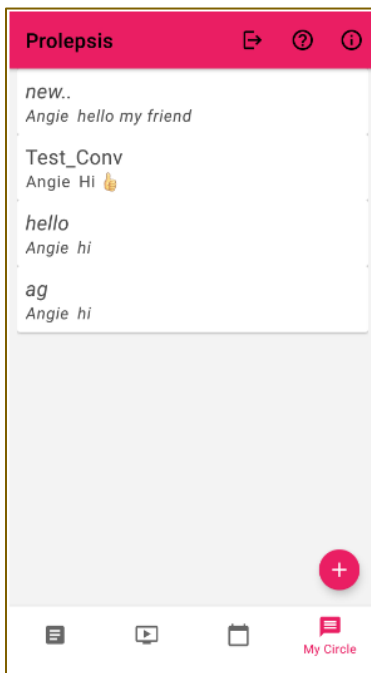 Prolepsis
new..
Angie hello my friend
Test_Conv
Angie Hi 👍
hello
Angie hi
ag
Angie hi
My Circle